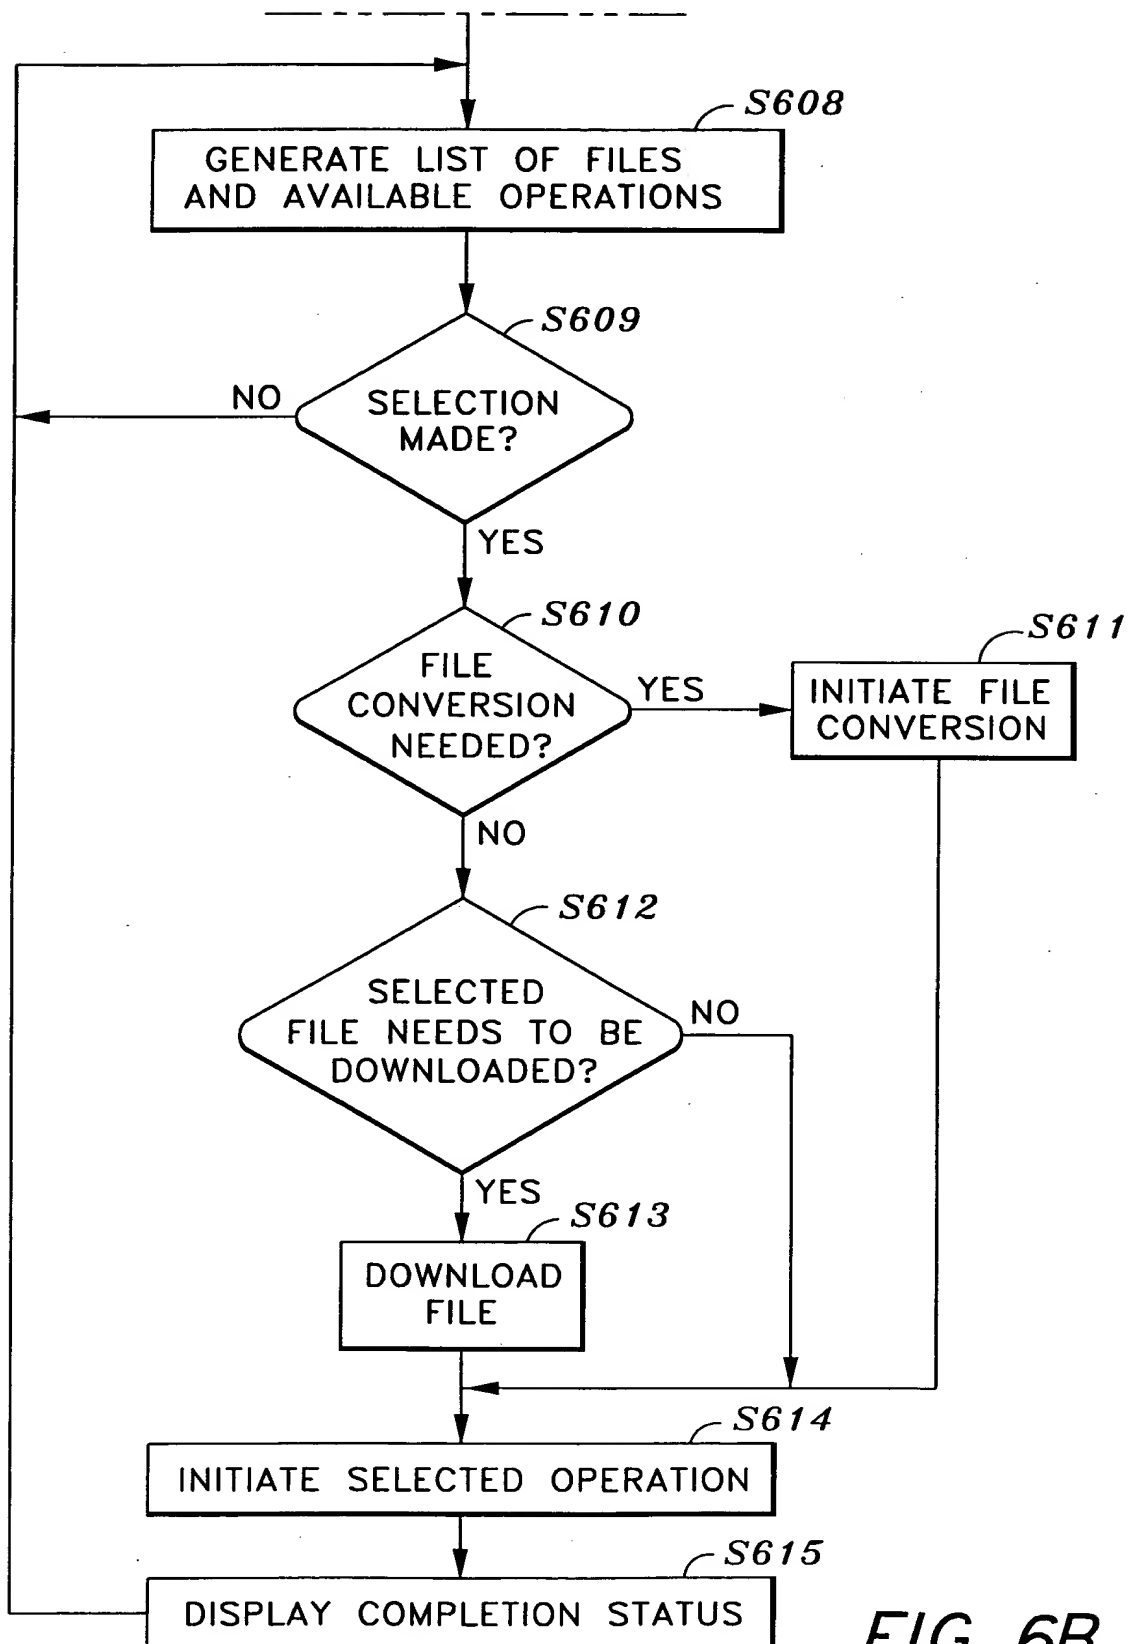 S608
GENERATE LIST OF FILES
AND AVAILABLE OPERATIONS
S609
NO
SELECTION
MADE?
YES
S610
FILE
CONVERSION
NEEDED?
YES
S611
INITIATE FILE
CONVERSION
NO
S612
SELECTED
FILE NEEDS TO BE
DOWNLOADED?
NO
YES
S613
DOWNLOAD
FILE
S614
INITIATE SELECTED OPERATION
S615
DISPLAY COMPLETION STATUS
FIG. 6B